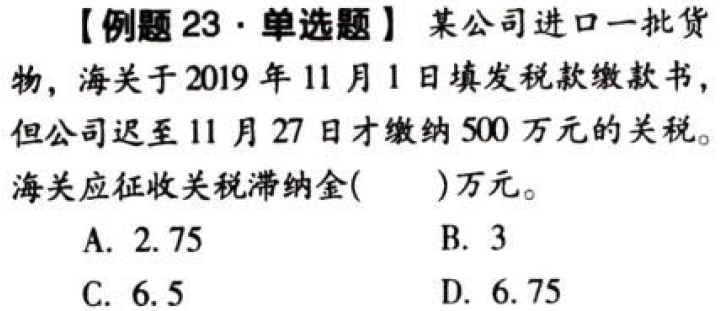 【例题 23·单选题】 某公司进口一批货
物，海关于 2019 年 11 月 1 日填发税款缴款书，
但公司迟至 11 月 27 日才缴纳 500 万元的关税。
海关应征收关税滞纳金(　　)万元。
A. 2.75　　B. 3
C. 6.5　　D. 6.75